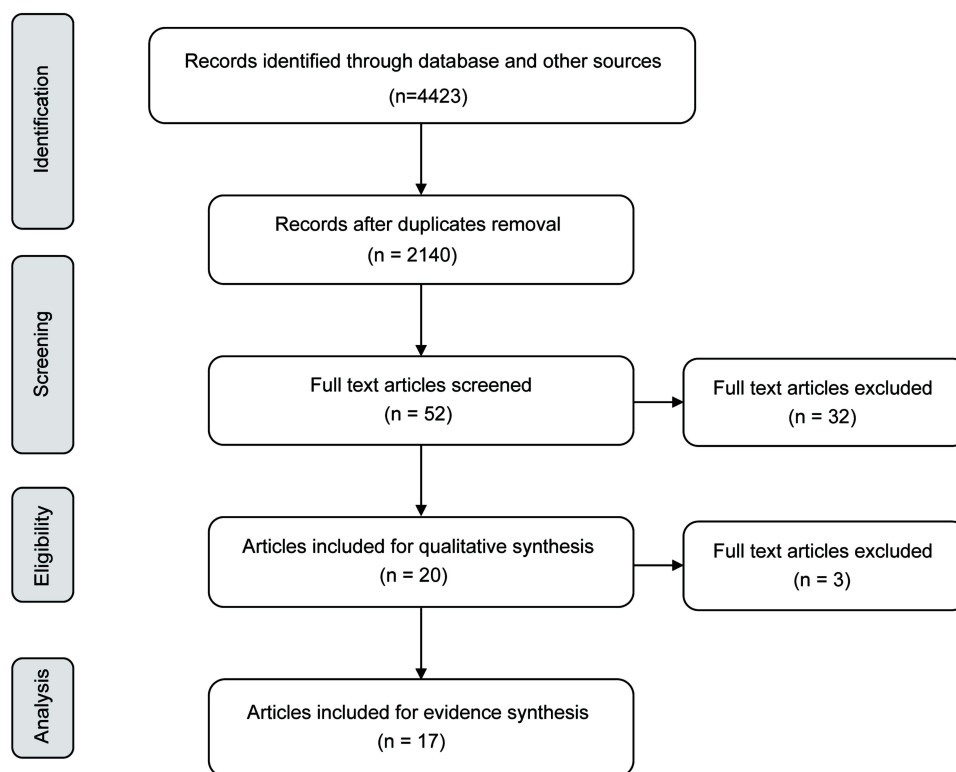 Identification
Records identified through database and other sources
(n=4423)
Records after duplicates removal
(n = 2140)
Screening
Full text articles screened
(n = 52)
Full text articles excluded
(n = 32)
Eligibility
Articles included for qualitative synthesis
(n = 20)
Full text articles excluded
(n = 3)
Analysis
Articles included for evidence synthesis
(n = 17)